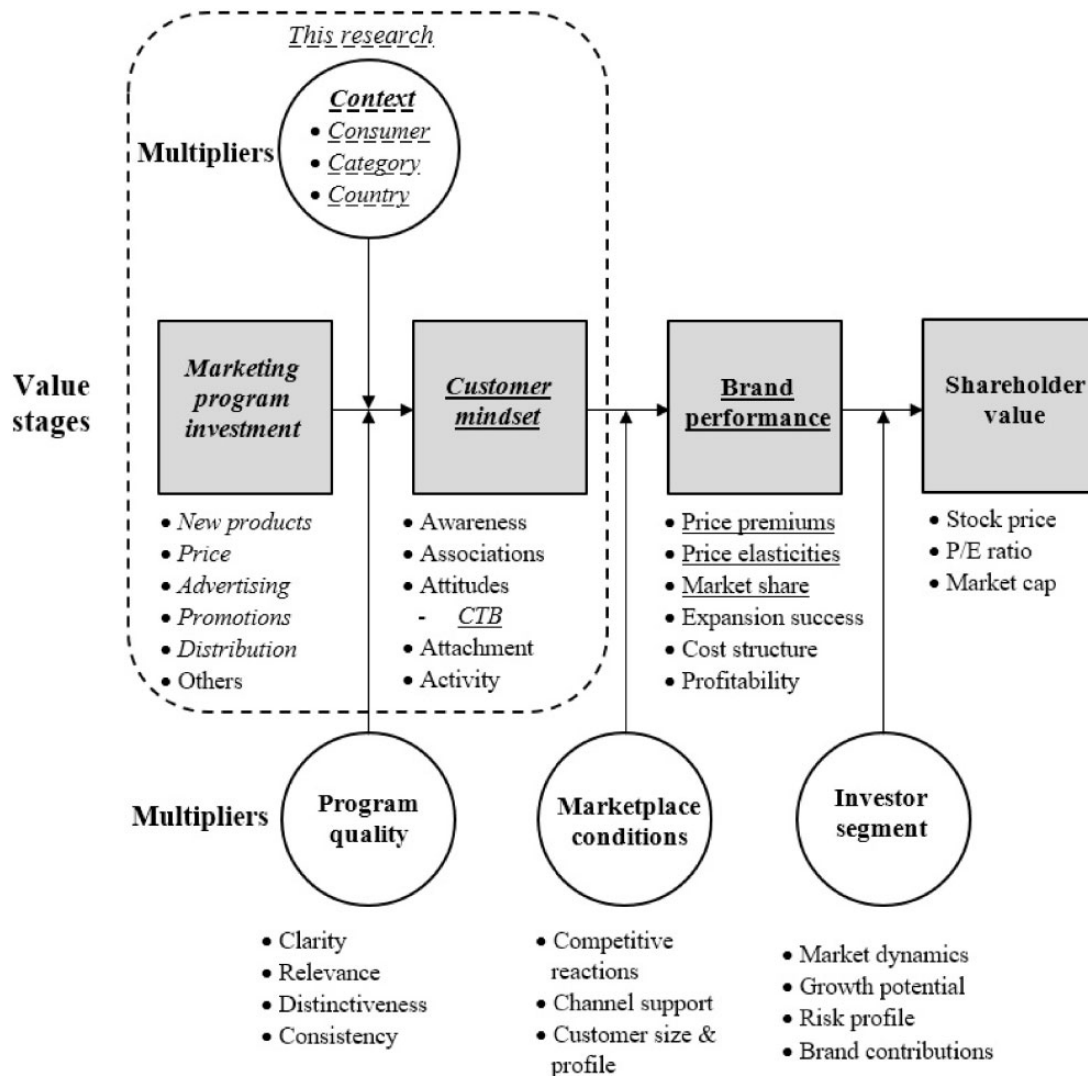 This research
Context
• Consumer
• Category
• Country
Multipliers
Value
stages
Marketing
program
investment
Customer
mindset
Brand
performance
Shareholder
value
• New products
• Price
• Advertising
• Promotions
• Distribution
• Others
• Awareness
• Associations
• Attitudes
- CTB
• Attachment
• Activity
• Price premiums
• Price elasticities
• Market share
• Expansion success
• Cost structure
• Profitability
• Stock price
• P/E ratio
• Market cap
Multipliers
Program
quality
Marketplace
conditions
Investor
segment
• Clarity
• Relevance
• Distinctiveness
• Consistency
• Competitive
reactions
• Channel support
• Customer size &
profile
• Market dynamics
• Growth potential
• Risk profile
• Brand contributions